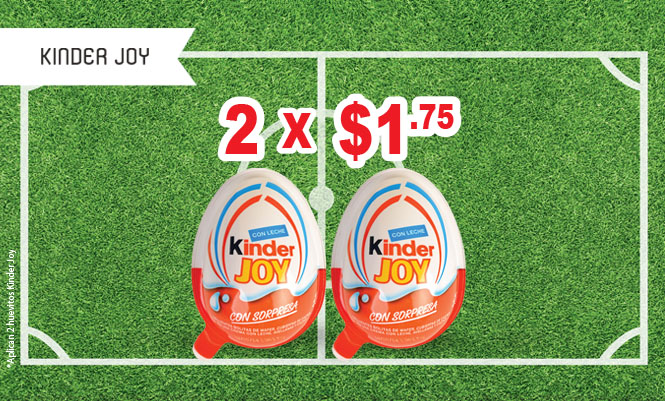 KINDER JOY
2 x $1.75
CON LECHE
Kinder
JOY
CON SORPRESA
CON LECHE
Kinder
JOY
CON SORPRESA
*Aplican 2 huevitos Kinder Joy